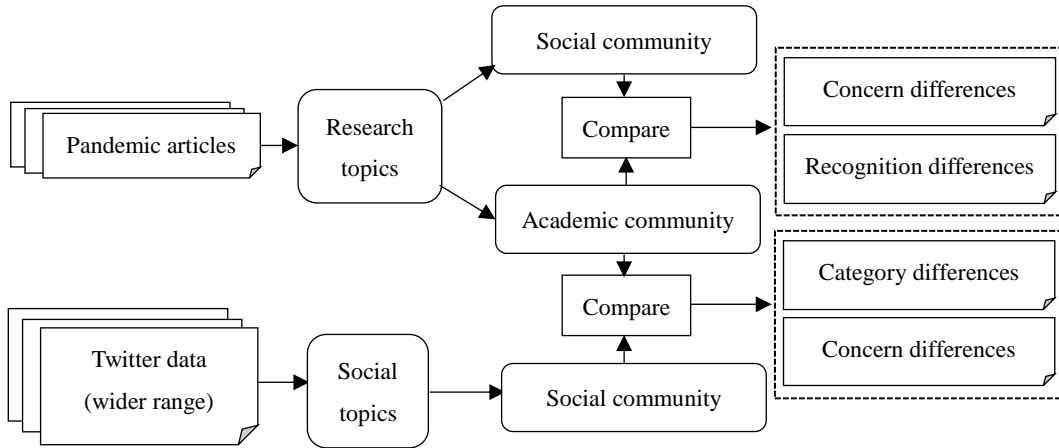 Social community
Concern differences
Compare
Pandemic articles
Research
topics
Recognition differences
Academic community
Category differences
Compare
Twitter data
(wider range)
Social
topics
Concern differences
Social community